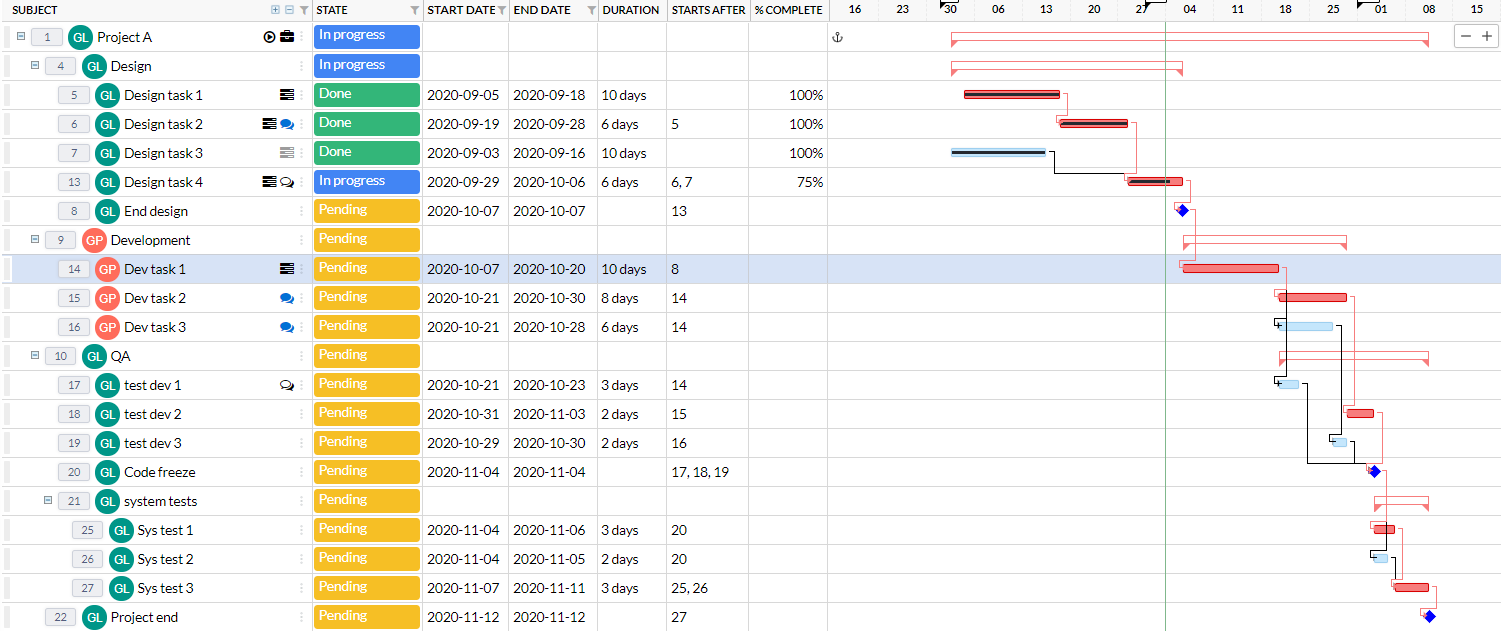 SUBJECT STATE START DATE END DATE DURATION STARTS AFTER % COMPLETE 16 23 30 06 13 20 27 04 11 18 25 01 08 15
1 GL Project A In progress
4 GL Design In progress
5 GL Design task 1 Done 2020-09-05 2020-09-18 10 days 100%
6 GL Design task 2 Done 2020-09-19 2020-09-28 6 days 5 100%
7 GL Design task 3 Done 2020-09-03 2020-09-16 10 days 100%
13 GL Design task 4 In progress 2020-09-29 2020-10-06 6 days 6, 7 75%
8 GL End design Pending 2020-10-07 2020-10-07 13
9 GP Development Pending
14 GP Dev task 1 Pending 2020-10-07 2020-10-20 10 days 8
15 GP Dev task 2 Pending 2020-10-21 2020-10-30 8 days 14
16 GP Dev task 3 Pending 2020-10-21 2020-10-28 6 days 14
10 GL QA Pending
17 GL test dev 1 Pending 2020-10-21 2020-10-23 3 days 14
18 GL test dev 2 Pending 2020-10-31 2020-11-03 2 days 15
19 GL test dev 3 Pending 2020-10-29 2020-10-30 2 days 16
20 GL Code freeze Pending 2020-11-04 2020-11-04 17, 18, 19
21 GL system tests Pending
25 GL Sys test 1 Pending 2020-11-04 2020-11-06 3 days 20
26 GL Sys test 2 Pending 2020-11-04 2020-11-05 2 days 20
27 GL Sys test 3 Pending 2020-11-07 2020-11-11 3 days 25, 26
22 GL Project end Pending 2020-11-12 2020-11-12 27